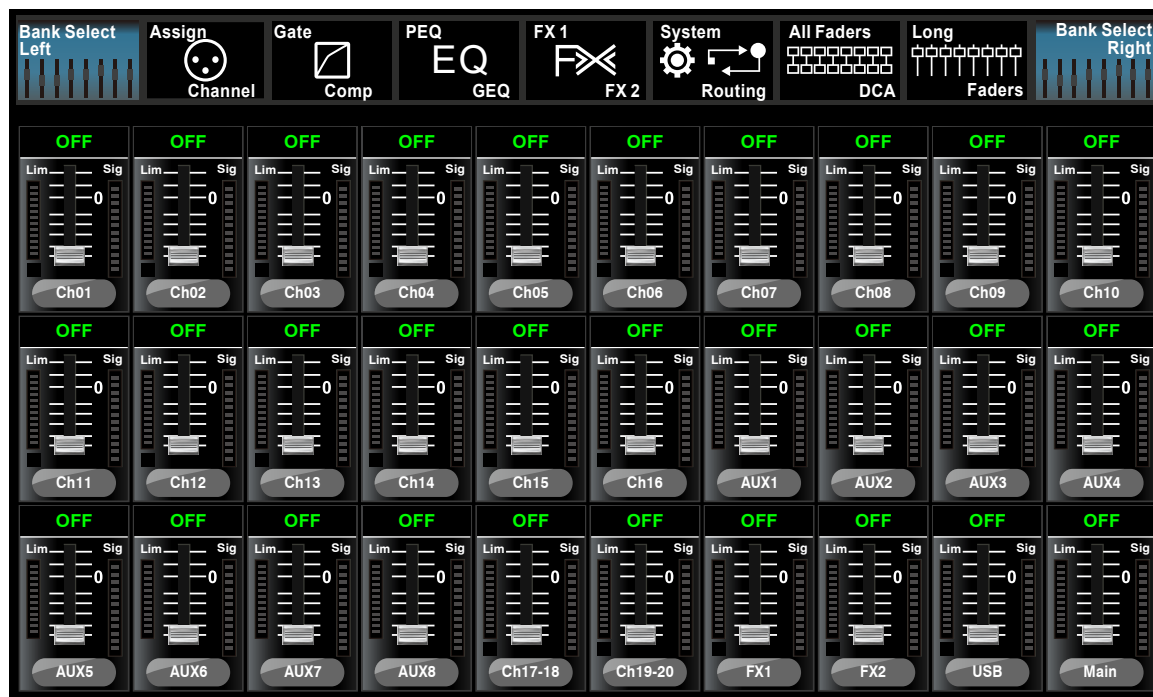 Bank Select
Left
Assign
Channel
Gate
Comp
PEQ
EQ
GEQ
FX 1
FX
FX 2
System
Routing
All Faders
DCA
Long
Faders
Bank Select
Right
OFF OFF OFF OFF OFF OFF OFF OFF OFF OFF
Lim Sig Lim Sig Lim Sig Lim Sig Lim Sig Lim Sig Lim Sig Lim Sig Lim Sig Lim Sig
0 0 0 0 0 0 0 0 0 0
Ch01 Ch02 Ch03 Ch04 Ch05 Ch06 Ch07 Ch08 Ch09 Ch10
OFF OFF OFF OFF OFF OFF OFF OFF OFF OFF
Lim Sig Lim Sig Lim Sig Lim Sig Lim Sig Lim Sig Lim Sig Lim Sig Lim Sig Lim Sig
0 0 0 0 0 0 0 0 0 0
Ch11 Ch12 Ch13 Ch14 Ch15 Ch16 AUX1 AUX2 AUX3 AUX4
OFF OFF OFF OFF OFF OFF OFF OFF OFF OFF
Lim Sig Lim Sig Lim Sig Lim Sig Lim Sig Lim Sig Lim Sig Lim Sig Lim Sig Lim Sig
0 0 0 0 0 0 0 0 0 0
AUX5 AUX6 AUX7 AUX8 Ch17-18 Ch19-20 FX1 FX2 USB Main